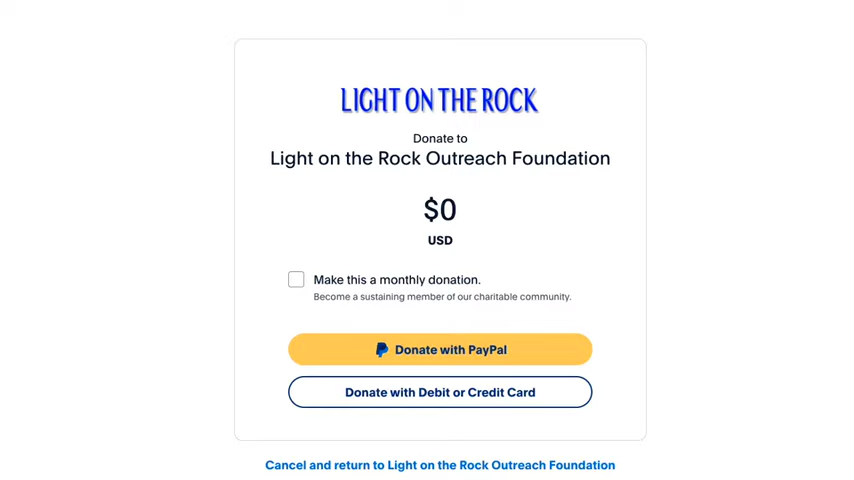 LIGHT ON THE ROCK
Donate to
Light on the Rock Outreach Foundation
$0
USD
Make this a monthly donation.
Become a sustaining member of our charitable community.
Donate with PayPal
Donate with Debit or Credit Card
Cancel and return to Light on the Rock Outreach Foundation